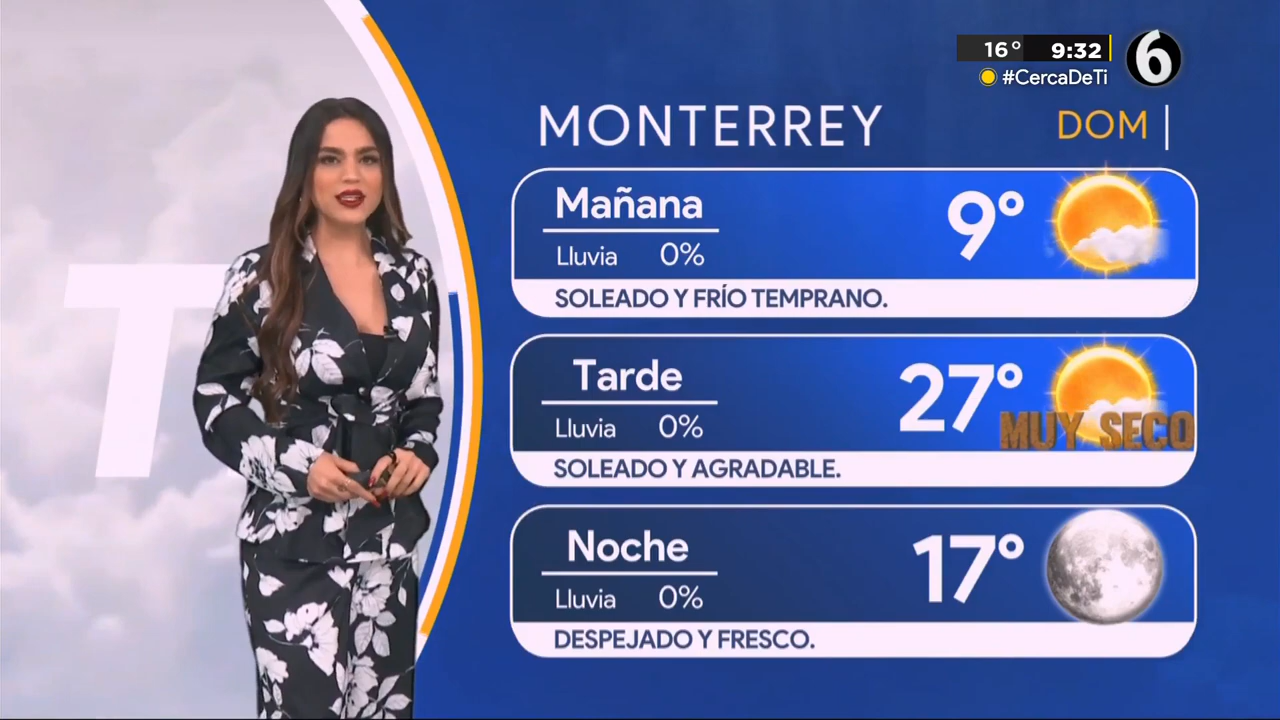 16° 9:32
6
#CercaDeTi
MONTERREY
DOM
Mañana
9°
Lluvia 0%
SOLEADO Y FRÍO TEMPRANO.
Tarde
27°
MUY SECO
Lluvia 0%
SOLEADO Y AGRADABLE.
Noche
17°
Lluvia 0%
DESPEJADO Y FRESCO.
T